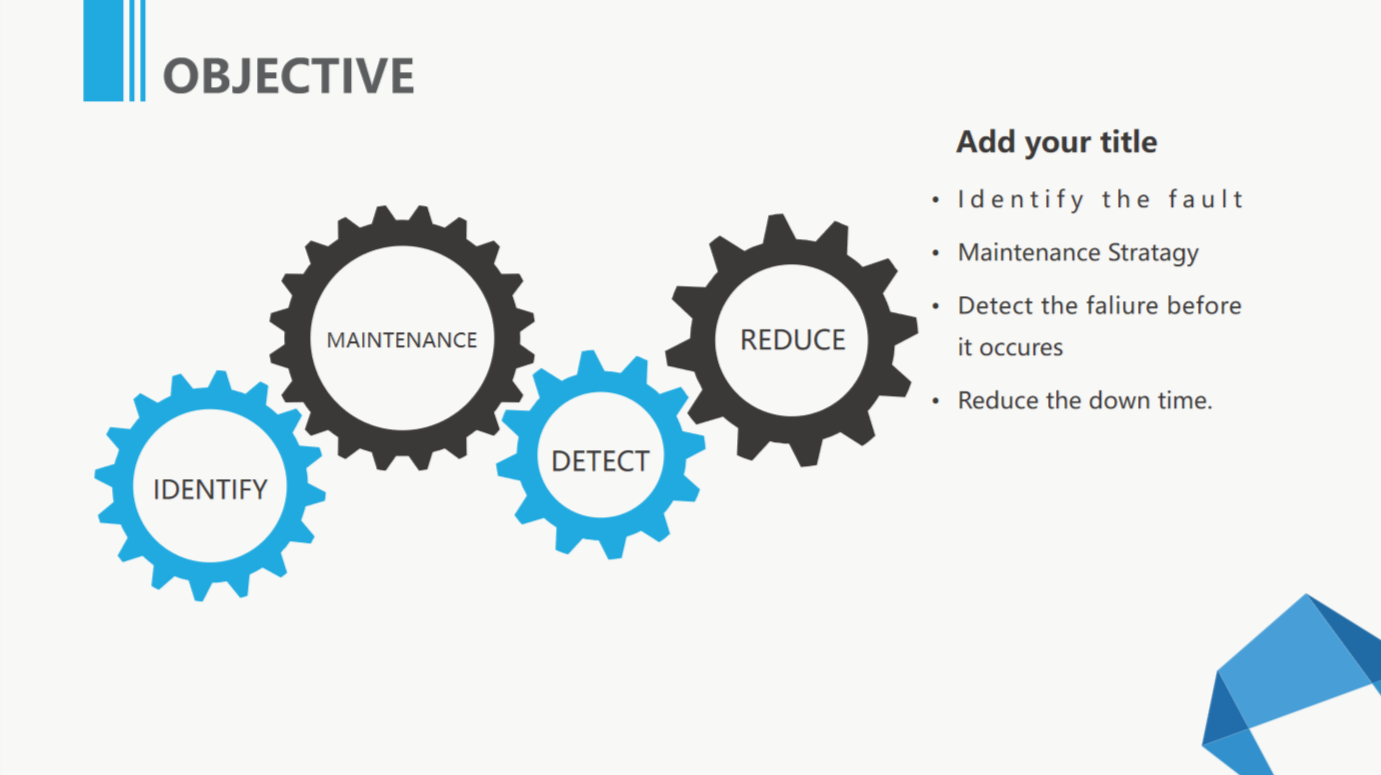 OBJECTIVE
Add your title
• Identify the fault
• Maintenance Stratagy
• Detect the faliure before
it occures
• Reduce the down time.
MAINTENANCE
REDUCE
DETECT
IDENTIFY